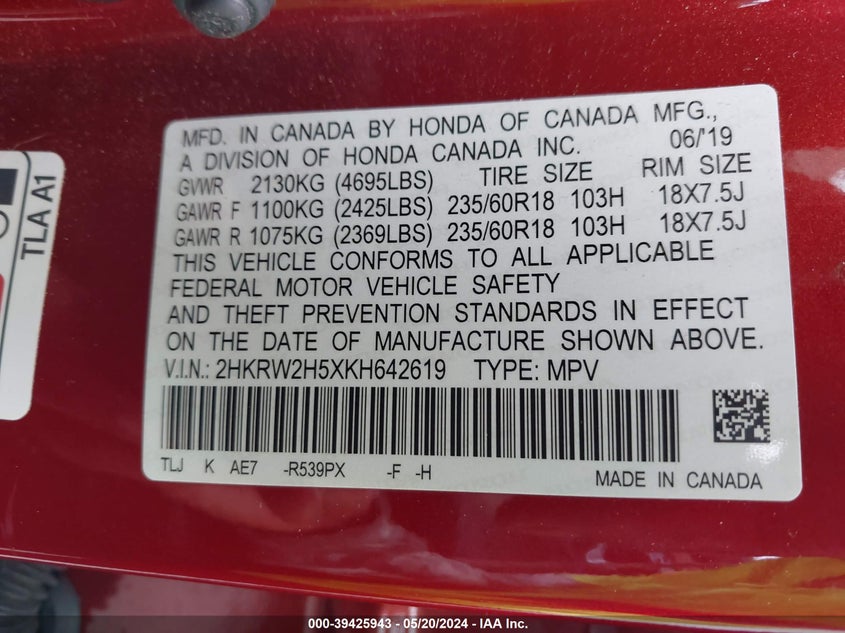 MFD. IN CANADA BY HONDA OF CANADA MFG.,
A DIVISION OF HONDA CANADA INC. 06/'19
GVWR 2130KG (4695LBS) TIRE SIZE RIM SIZE
GAWR F 1100KG (2425LBS) 235/60R18 103H 18X7.5J
GAWR R 1075KG (2369LBS) 235/60R18 103H 18X7.5J
THIS VEHICLE CONFORMS TO ALL APPLICABLE
FEDERAL MOTOR VEHICLE SAFETY
AND THEFT PREVENTION STANDARDS IN EFFECT
ON THE DATE OF MANUFACTURE SHOWN ABOVE.
V.I.N.: 2HKRW2H5XKH642619 TYPE: MPV
TLJ K AE7 -R539PX -F -H MADE IN CANADA
TLA A1
000-39425943 - 05/20/2024 - IAA Inc.